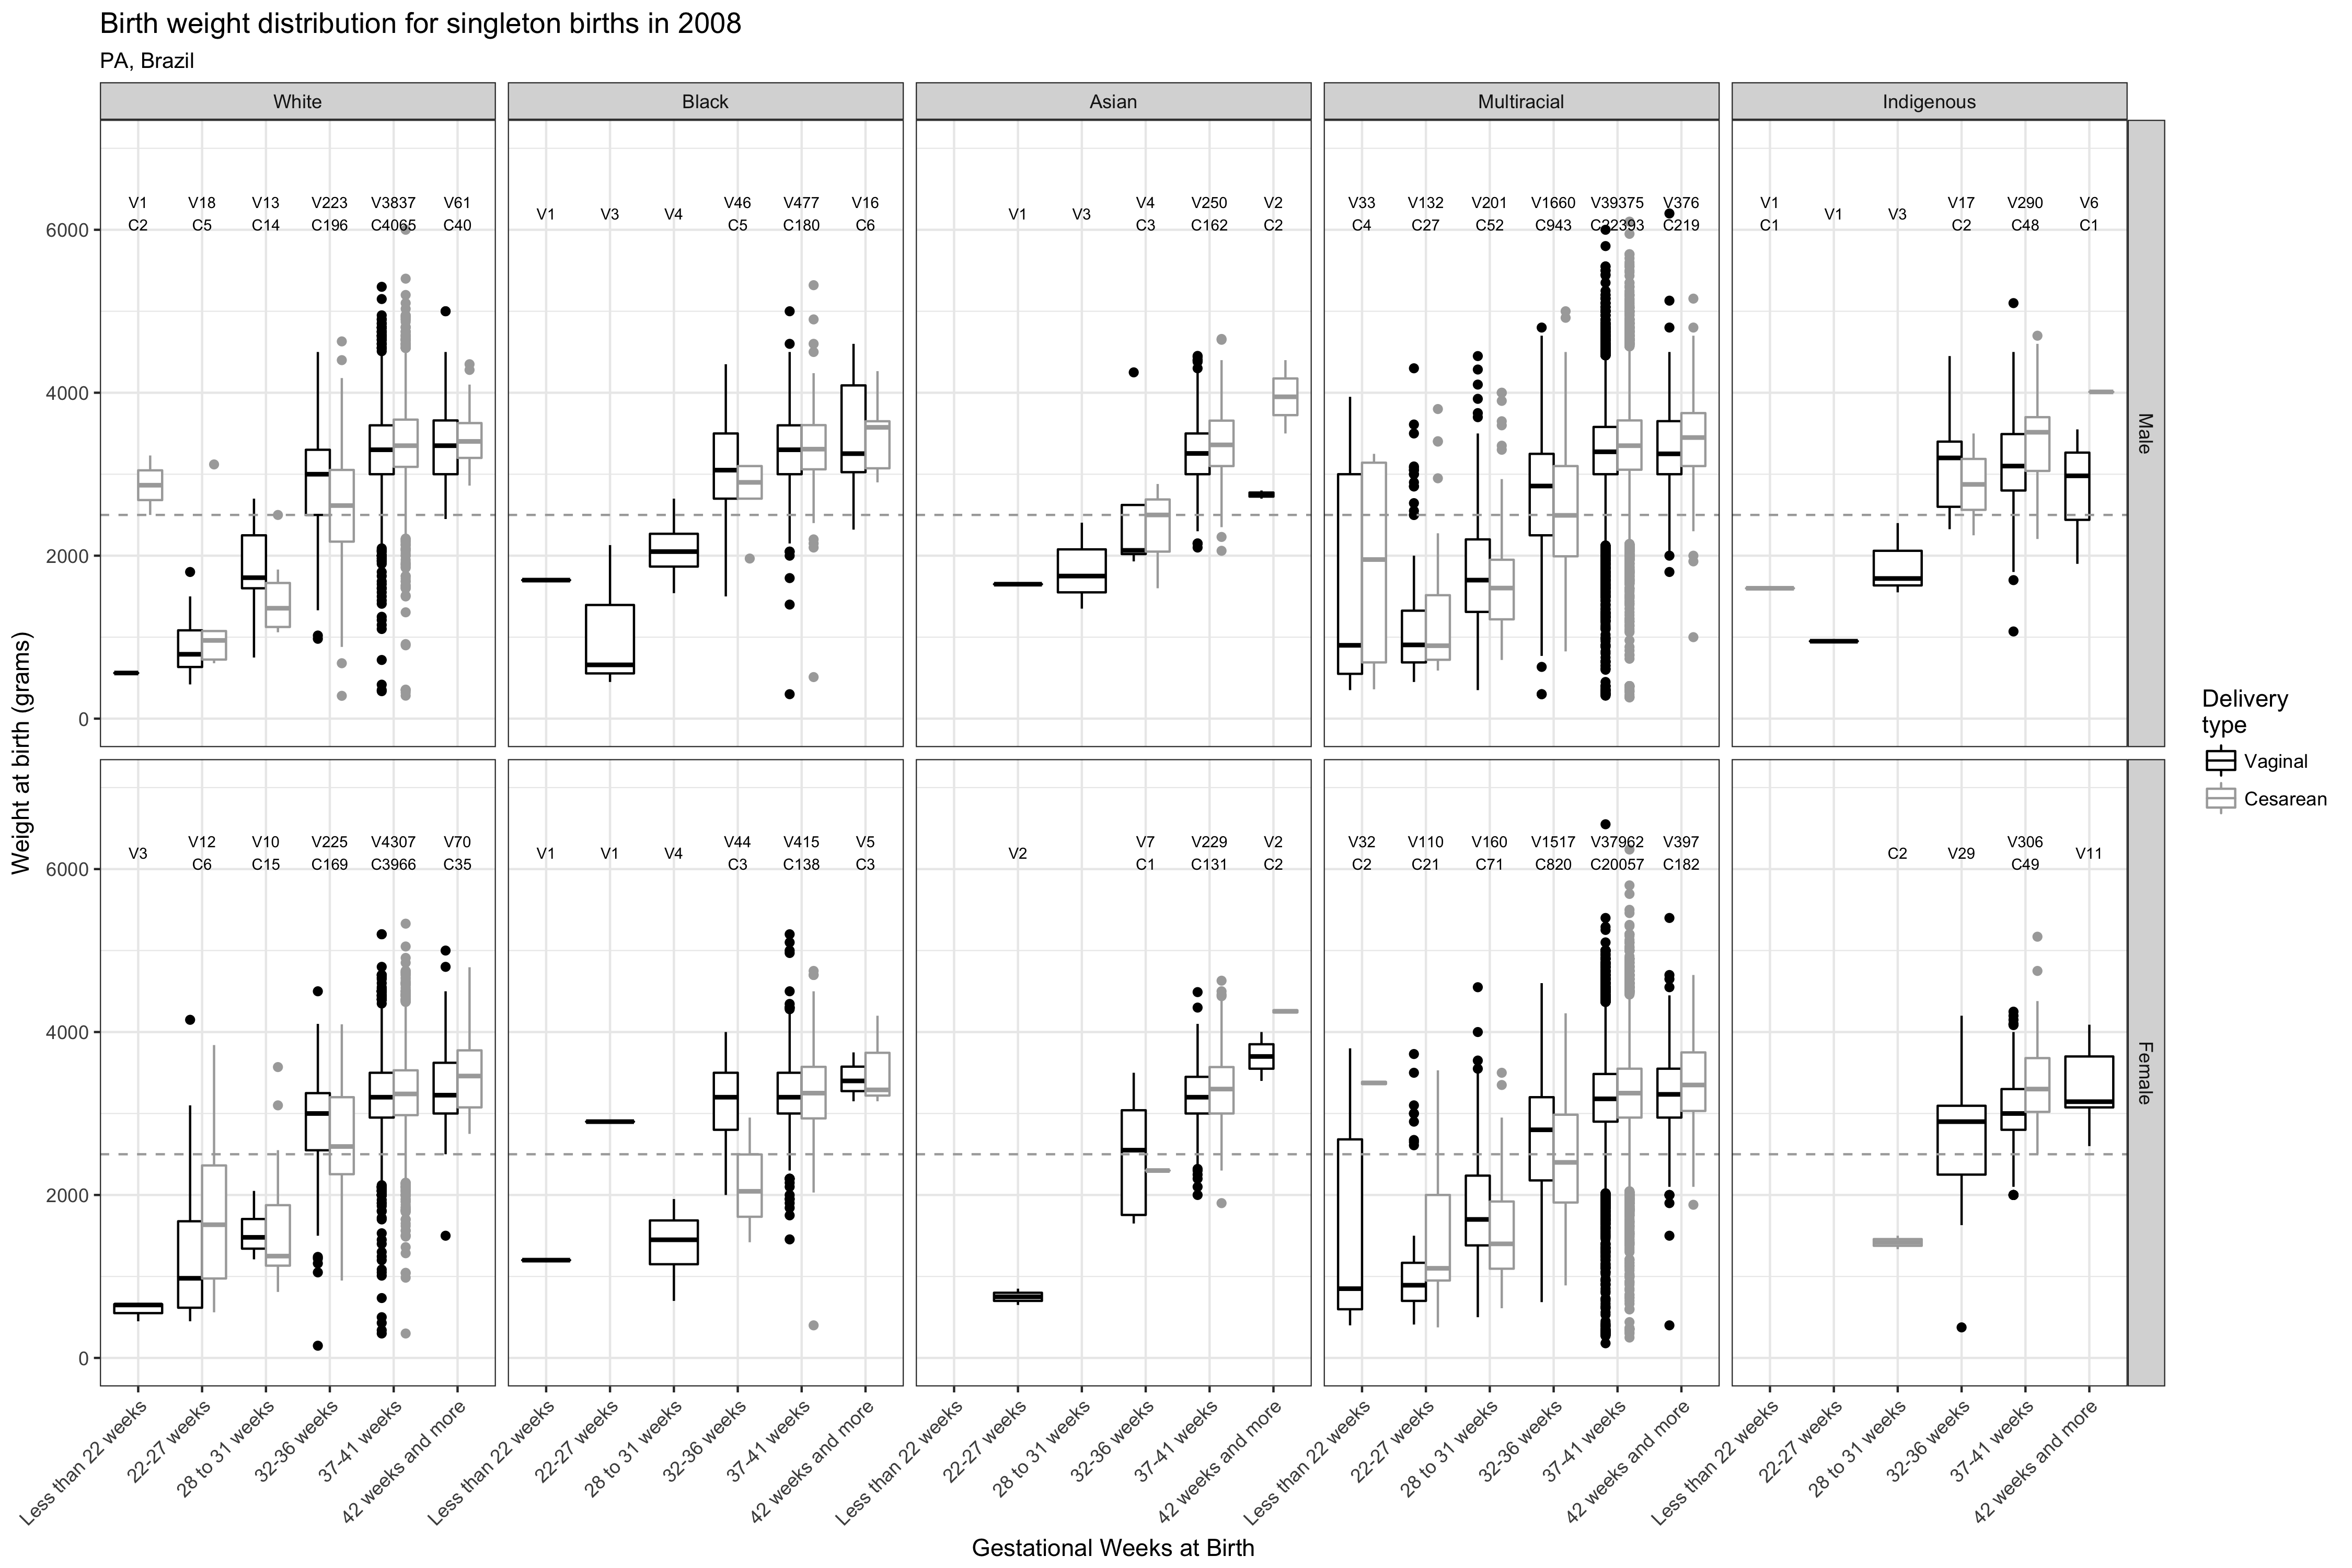 Birth weight distribution for singleton births in 2008
PA, Brazil
White Black Asian Multiracial Indigenous
V1 V18 V13 V223 V3837 V61
C2 C5 C14 C196 C4065 C40
V1 V3 V4 V46 V477 V16
C5 C180 C6
V1 V3 V4 V250 V2
C3 C162 C2
V33 V132 V201 V1660 V39375 V376
C4 C27 C52 C943 C22393 C219
V1 V1 V3 V17 V290 V6
C1 C2 C48 C1
6000
4000
2000
0
Male
V3 V12 V10 V225 V4307 V70
C6 C15 C169 C3966 C35
V1 V1 V4 V44 V415 V5
C3 C138 C3
V2 V7 V229 V2
C1 C131 C2
V32 V110 V160 V1517 V37962 V397
C2 C21 C71 C820 C20057 C182
C2 V29 V306 V11
C49
6000
4000
2000
0
Female
Weight at birth (grams)
Less than 22 weeks 22-27 weeks 28 to 31 weeks 32-36 weeks 37-41 weeks 42 weeks and more
Less than 22 weeks 22-27 weeks 28 to 31 weeks 32-36 weeks 37-41 weeks 42 weeks and more
Less than 22 weeks 22-27 weeks 28 to 31 weeks 32-36 weeks 37-41 weeks 42 weeks and more
Less than 22 weeks 22-27 weeks 28 to 31 weeks 32-36 weeks 37-41 weeks 42 weeks and more
Less than 22 weeks 22-27 weeks 28 to 31 weeks 32-36 weeks 37-41 weeks 42 weeks and more
Gestational Weeks at Birth
Delivery
type
Vaginal
Cesarean